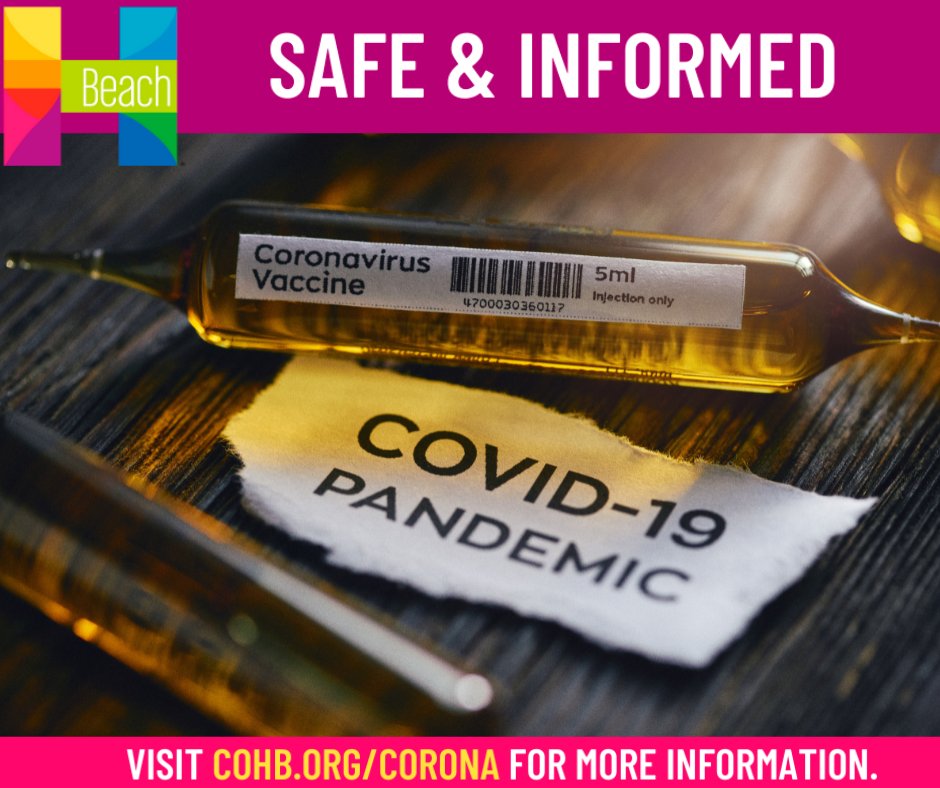 SAFE & INFORMED
H
Beach
Coronavirus
Vaccine
4700030360117
5ml
Injection only
COVID-19
PANDEMIC
VISIT COHB.ORG/CORONA FOR MORE INFORMATION.